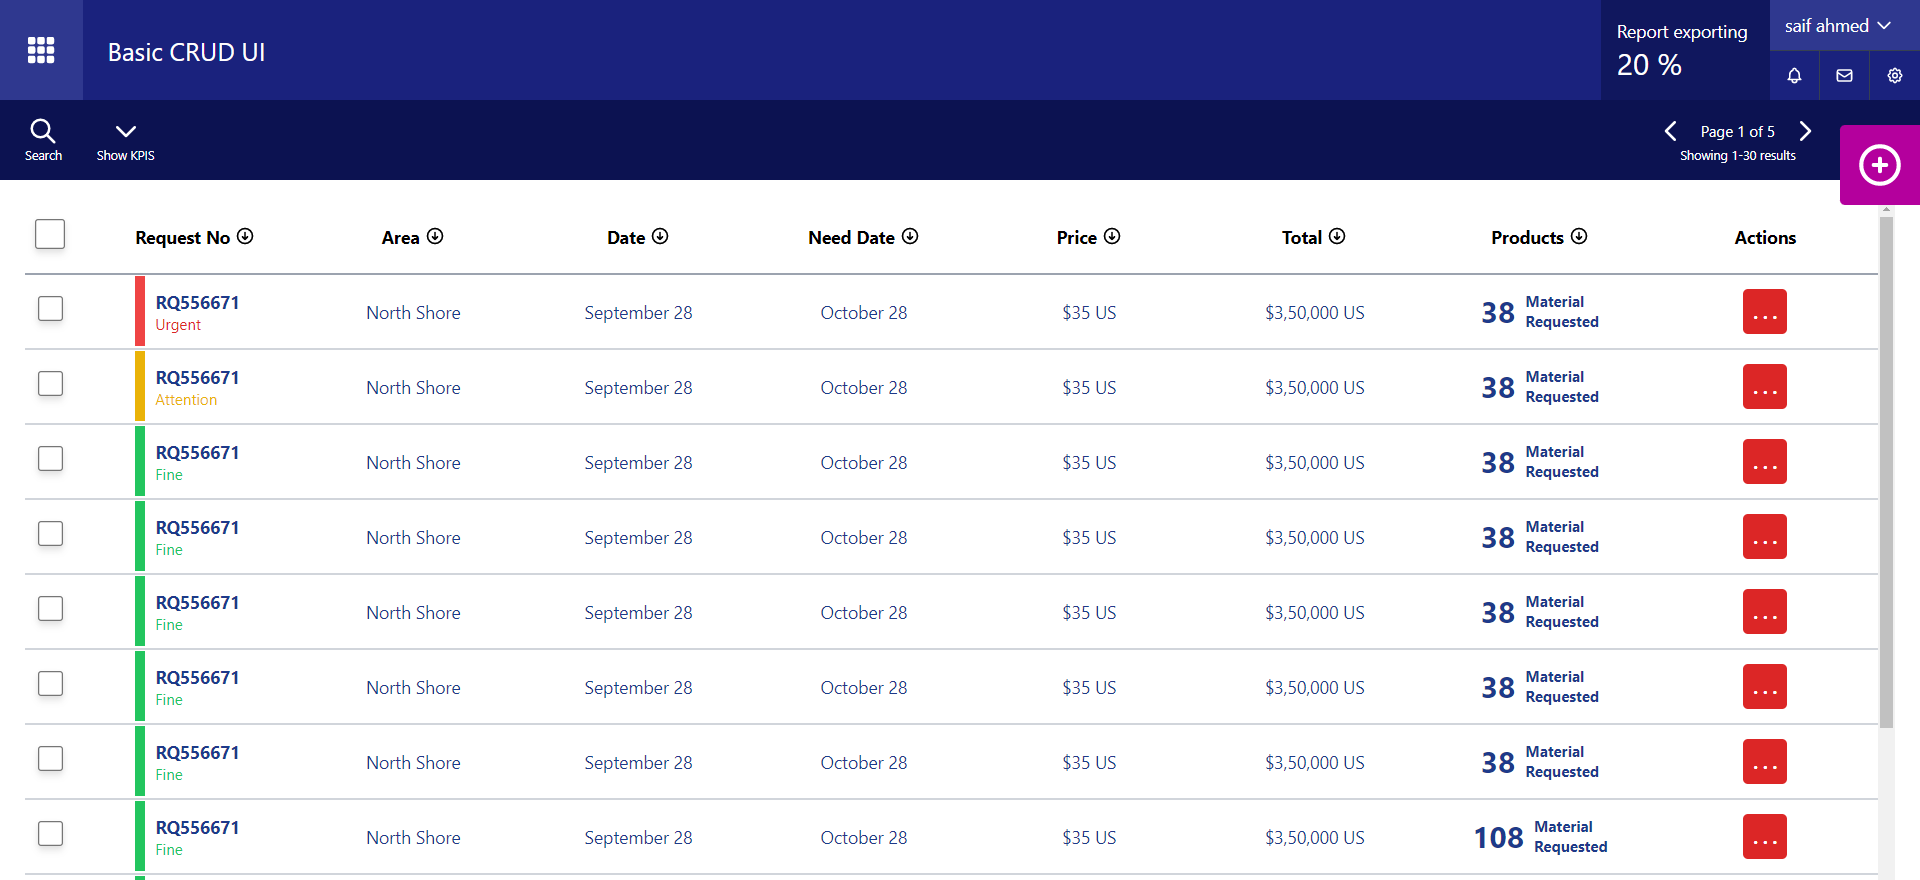 Basic CRUD UI
Report exporting
20 %
saif ahmed
Search
Show KPIS
Page 1 of 5
Showing 1-30 results
Request No Area Date Need Date Price Total Products Actions
RQ556671
Urgent
North Shore September 28 October 28 $35 US $3,50,000 US 38 Material Requested ...
RQ556671
Attention
North Shore September 28 October 28 $35 US $3,50,000 US 38 Material Requested ...
RQ556671
Fine
North Shore September 28 October 28 $35 US $3,50,000 US 38 Material Requested ...
RQ556671
Fine
North Shore September 28 October 28 $35 US $3,50,000 US 38 Material Requested ...
RQ556671
Fine
North Shore September 28 October 28 $35 US $3,50,000 US 38 Material Requested ...
RQ556671
Fine
North Shore September 28 October 28 $35 US $3,50,000 US 38 Material Requested ...
RQ556671
Fine
North Shore September 28 October 28 $35 US $3,50,000 US 38 Material Requested ...
RQ556671
Fine
North Shore September 28 October 28 $35 US $3,50,000 US 108 Material Requested ...